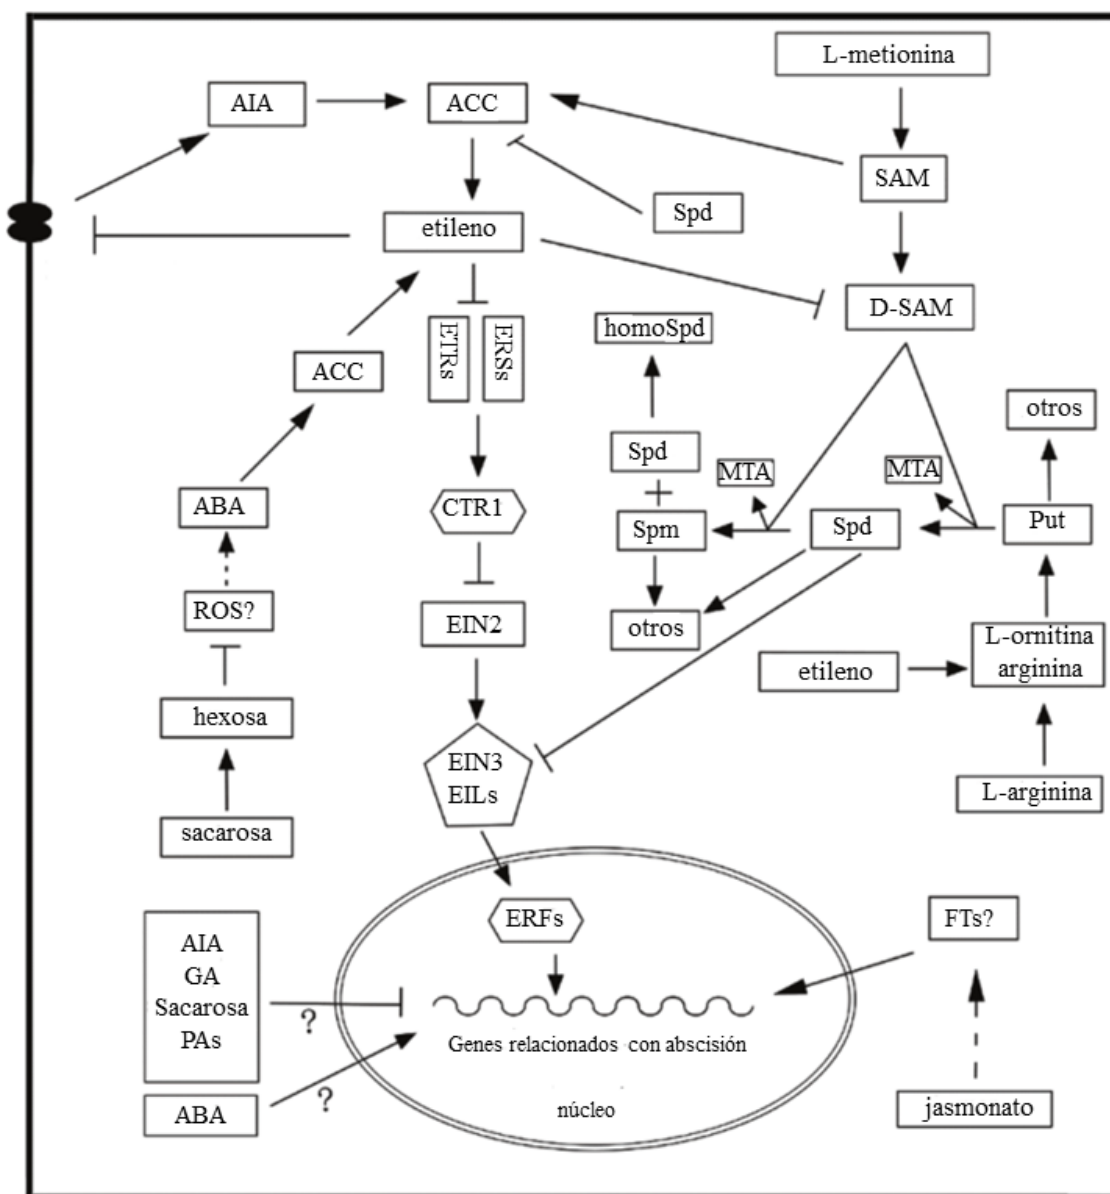 L-metionina
AIA
ACC
SAM
Spd
etileno
D-SAM
homoSpd
ETRs
ERSs
ACC
otros
Spd
MTA
MTA
ABA
CTR1
Spm
Spd
Put
ROS?
EIN2
otros
L-ornitina
arginina
etileno
hexosa
EIN3
EILs
L-arginina
sacarosa
ERFs
FTs?
AIA
GA
Sacarosa
PAs
?
Genes relacionados con abscisión
ABA
?
núcleo
jasmonato